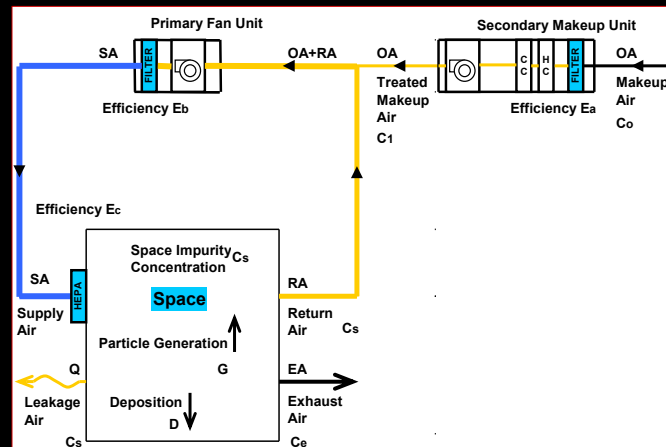 Primary Fan Unit
Secondary Makeup Unit
SA
FILTER
OA+RA
OA
CC
HC
FILTER
OA
Efficiency Eb
Treated
Makeup
Air
C1
Efficiency Ea
Makeup
Air
Co
Efficiency Ec
Space Impurity
Concentration Cs
SA
HEPA
Space
RA
Supply
Air
Return
Air
Cs
Particle Generation
G
Q
EA
Leakage
Air
Deposition
D
Exhaust
Air
Cs
Ce